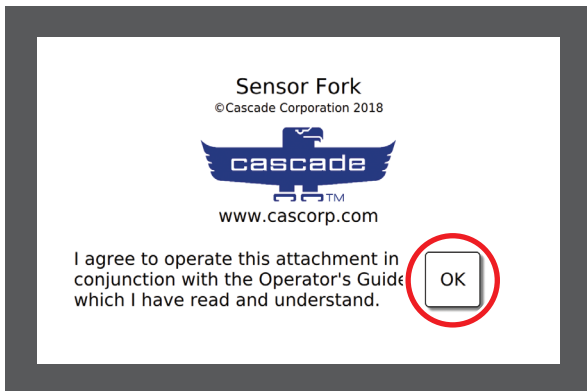 Sensor Fork
©Cascade Corporation 2018
cascade
TM
www.cascorp.com
I agree to operate this attachment in
conjunction with the Operator's Guide
which I have read and understand.
OK